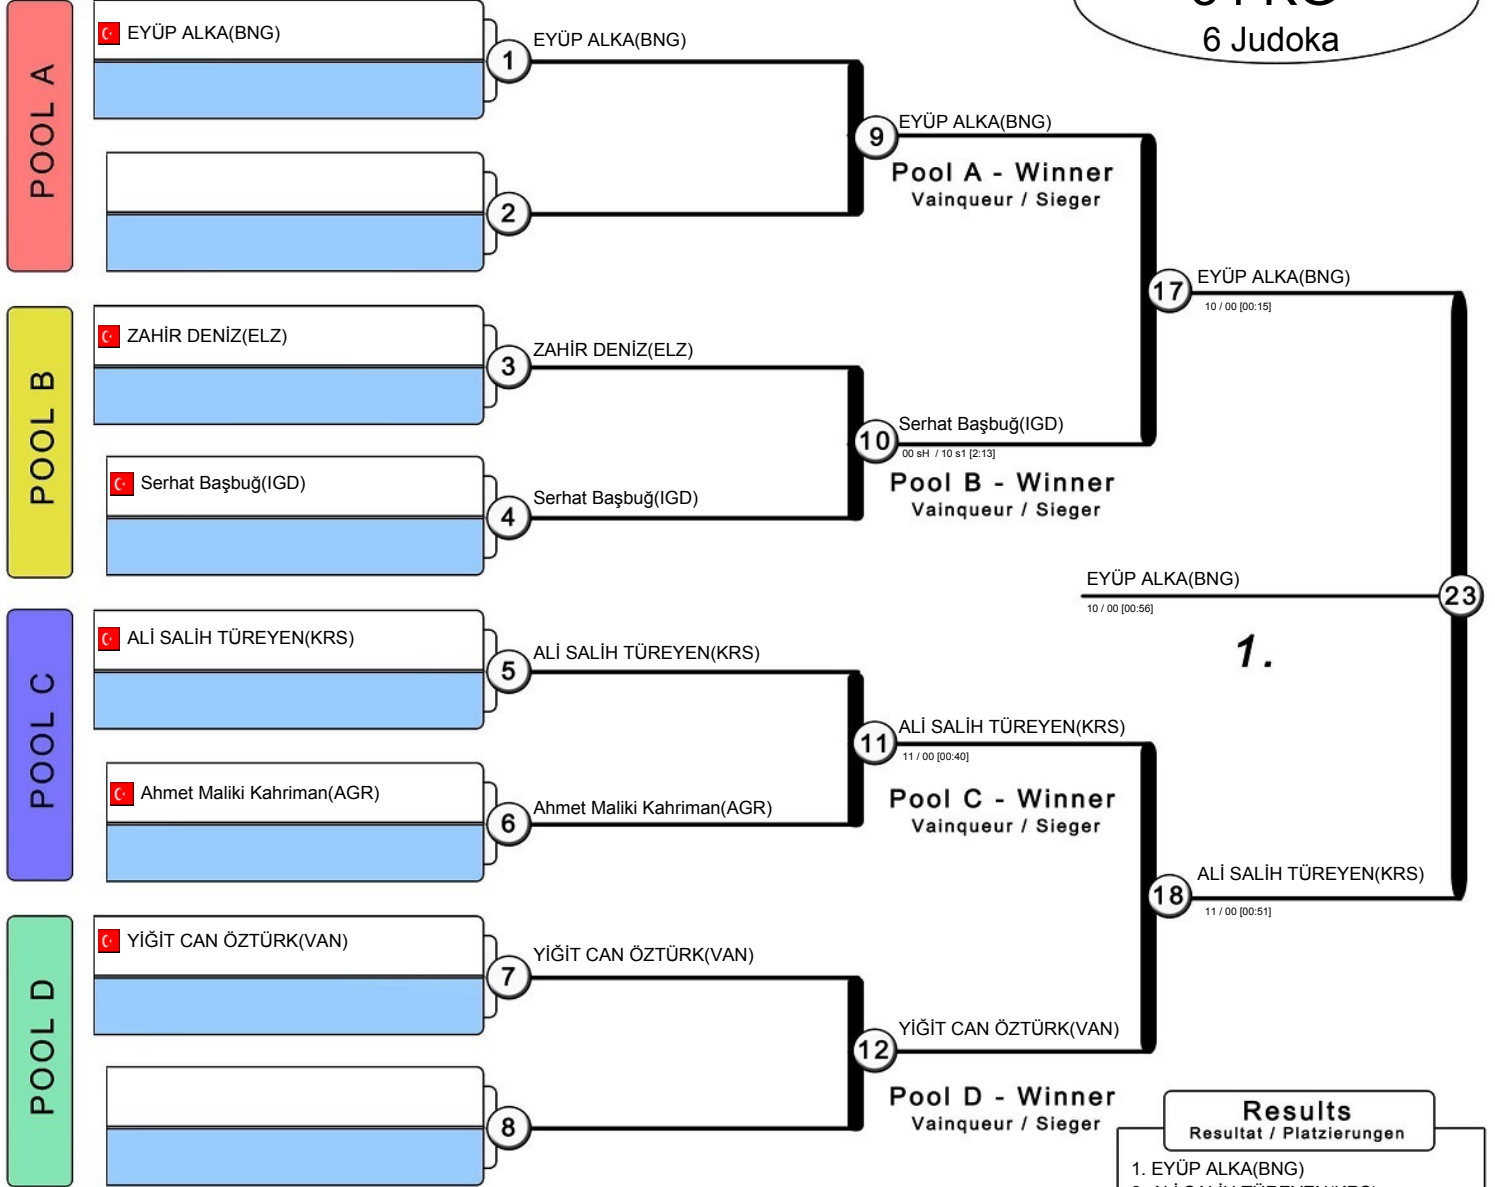 6 Judoka
POOL A
EYÜP ALKA(BNG)
1
EYÜP ALKA(BNG)
2
9
EYÜP ALKA(BNG)
Pool A - Winner
Vainqueur / Sieger
17
EYÜP ALKA(BNG)
10 / 00 [00:15]
POOL B
ZAHİR DENİZ(ELZ)
3
ZAHİR DENİZ(ELZ)
Serhat Başbuğ(IGD)
4
Serhat Başbuğ(IGD)
10
Serhat Başbuğ(IGD)
00 sH / 10 s1 [2:13]
Pool B - Winner
Vainqueur / Sieger
EYÜP ALKA(BNG)
10 / 00 [00:56]
23
1.
POOL C
ALİ SALİH TÜREYEN(KRS)
5
ALİ SALİH TÜREYEN(KRS)
Ahmet Maliki Kahriman(AGR)
6
Ahmet Maliki Kahriman(AGR)
11
ALİ SALİH TÜREYEN(KRS)
11 / 00 [00:40]
Pool C - Winner
Vainqueur / Sieger
18
ALİ SALİH TÜREYEN(KRS)
11 / 00 [00:51]
POOL D
YİĞİT CAN ÖZTÜRK(VAN)
7
YİĞİT CAN ÖZTÜRK(VAN)
8
12
YİĞİT CAN ÖZTÜRK(VAN)
Pool D - Winner
Vainqueur / Sieger
Results
Resultat / Platzierungen
1. EYÜP ALKA(BNG)